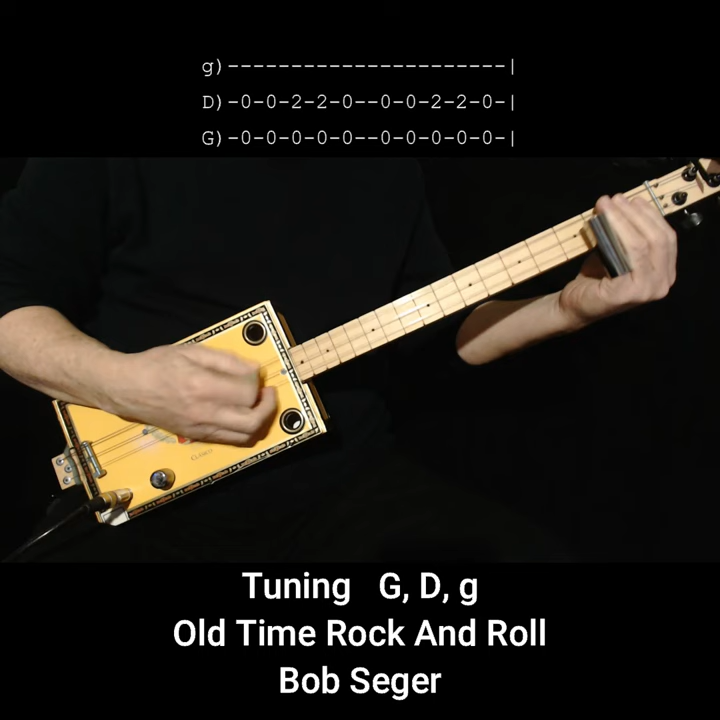 g)----------------------|
D)-0-0-2-2-0--0-0-2-2-0-|
G)-0-0-0-0-0--0-0-0-0-0-|
Tuning G, D, g
Old Time Rock And Roll
Bob Seger